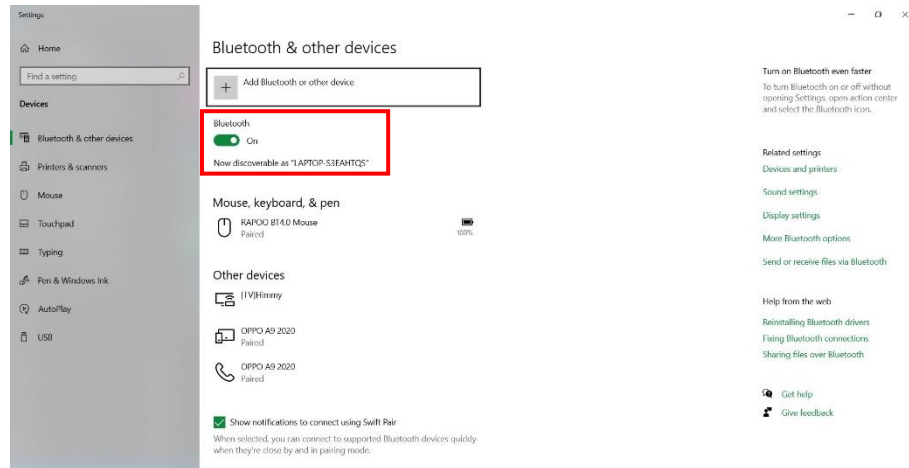 Settings
Home
Find a setting
Devices
Bluetooth & other devices
Printers & scanners
Mouse
Touchpad
Typing
Pen & Windows Ink
AutoPlay
USB
Bluetooth & other devices
Add Bluetooth or other device
Bluetooth
On
Now discoverable as "LAPTOP-S3EAHTQS"
Mouse, keyboard, & pen
RAPOO BT4.0 Mouse
Paired
100%
Other devices
[TV]Himmy
OPPO A9 2020
Paired
OPPO A9 2020
Paired
Show notifications to connect using Swift Pair
When selected, you can connect to supported Bluetooth devices quickly
when they're close by and in pairing mode.
Turn on Bluetooth even faster
To turn Bluetooth on or off without
opening Settings, open action center
and select the Bluetooth icon.
Related settings
Devices and printers
Sound settings
Display settings
More Bluetooth options
Send or receive files via Bluetooth
Help from the web
Reinstalling Bluetooth drivers
Fixing Bluetooth connections
Sharing files over Bluetooth
Get help
Give feedback